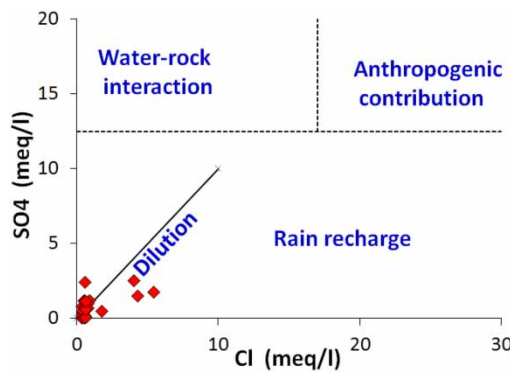 20
Water-rock
interaction
Anthropogenic
contribution
15
SO4 (meq/l)
10
Dilution
Rain recharge
5
0
0
10
20
30
Cl (meq/l)